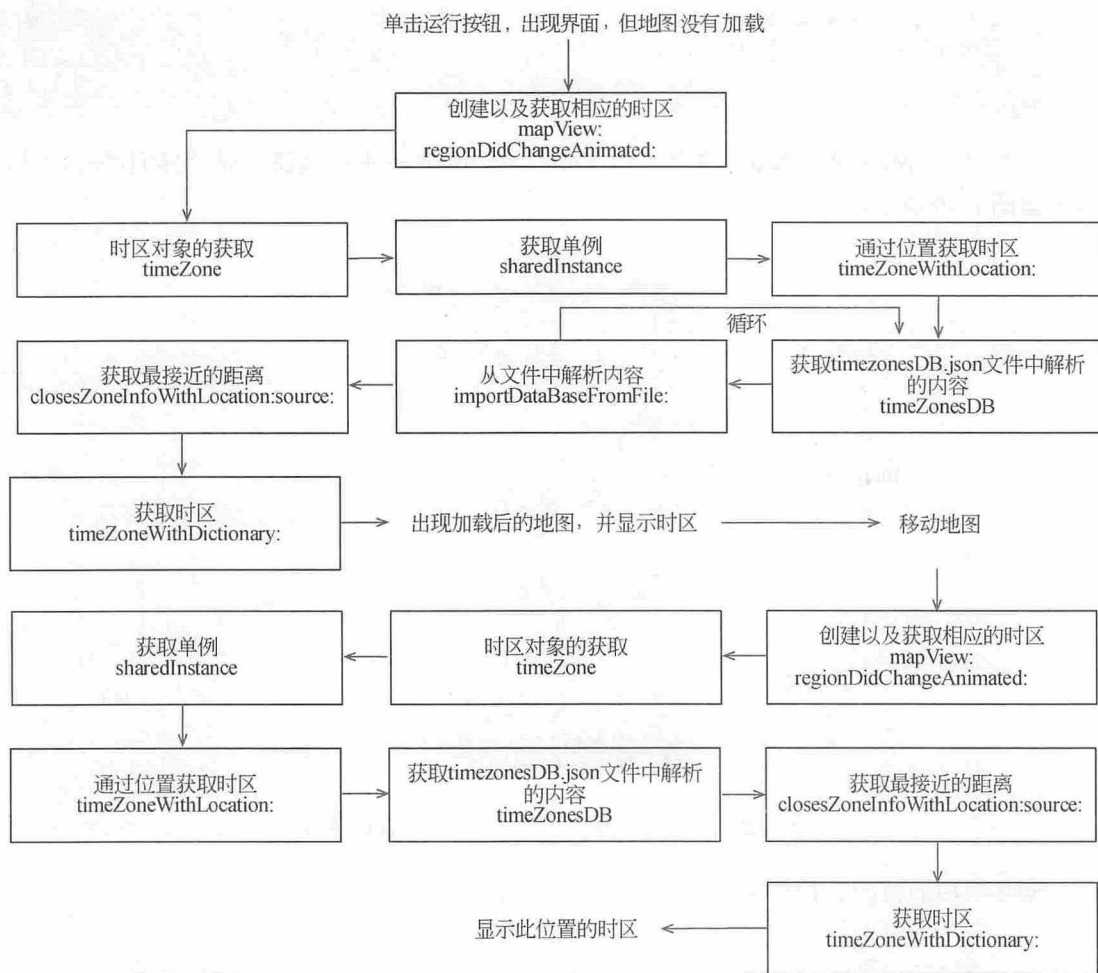 单击运行按钮，出现界面，但地图没有加载
创建以及获取相应的时区
mapView:
regionDidChangeAnimated:
时区对象的获取
timeZone
获取单例
sharedInstance
通过位置获取时区
timeZoneWithLocation:
循环
获取timezonesDB.json文件中解析
的内容
timeZonesDB
从文件中解析内容
importDataBaseFromFile:
获取最接近的距离
closesZoneInfoWithLocation:source:
获取时区
timeZoneWithDictionary:
出现加载后的地图，并显示时区
移动地图
创建以及获取相应的时区
mapView:
regionDidChangeAnimated:
时区对象的获取
timeZone
获取单例
sharedInstance
通过位置获取时区
timeZoneWithLocation:
获取timezonesDB.json文件中解析
的内容
timeZonesDB
获取最接近的距离
closesZoneInfoWithLocation:source:
获取时区
timeZoneWithDictionary:
显示此位置的时区